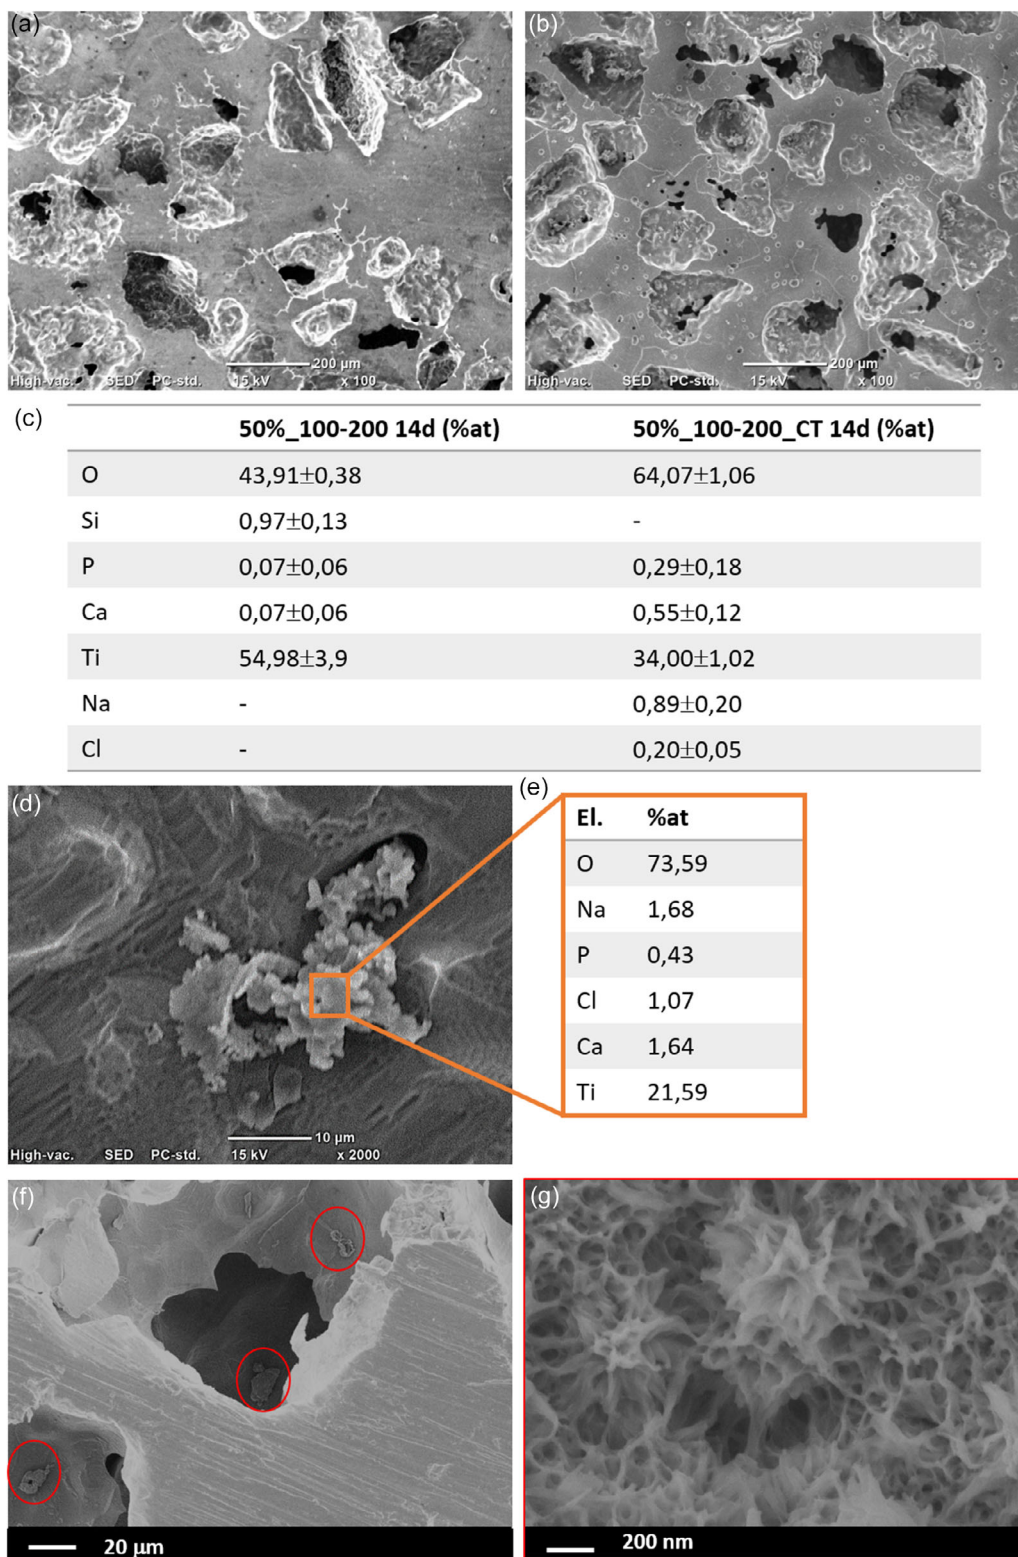 (a)
(b)
200 µm
High-vac. SED PC-std. 15 kV x 100
200 µm
High-vac. SED PC-std. 15 kV x 100
(c)
50%_100-200 14d (%at) 50%_100-200_CT 14d (%at)
O 43,91±0,38 64,07±1,06
Si 0,97±0,13 -
P 0,07±0,06 0,29±0,18
Ca 0,07±0,06 0,55±0,12
Ti 54,98±3,9 34,00±1,02
Na - 0,89±0,20
Cl - 0,20±0,05
(d)
10 µm
High-vac. SED PC-std. 15 kV x 2000
(e)
El. %at
O 73,59
Na 1,68
P 0,43
Cl 1,07
Ca 1,64
Ti 21,59
(f)
20 µm
(g)
200 nm